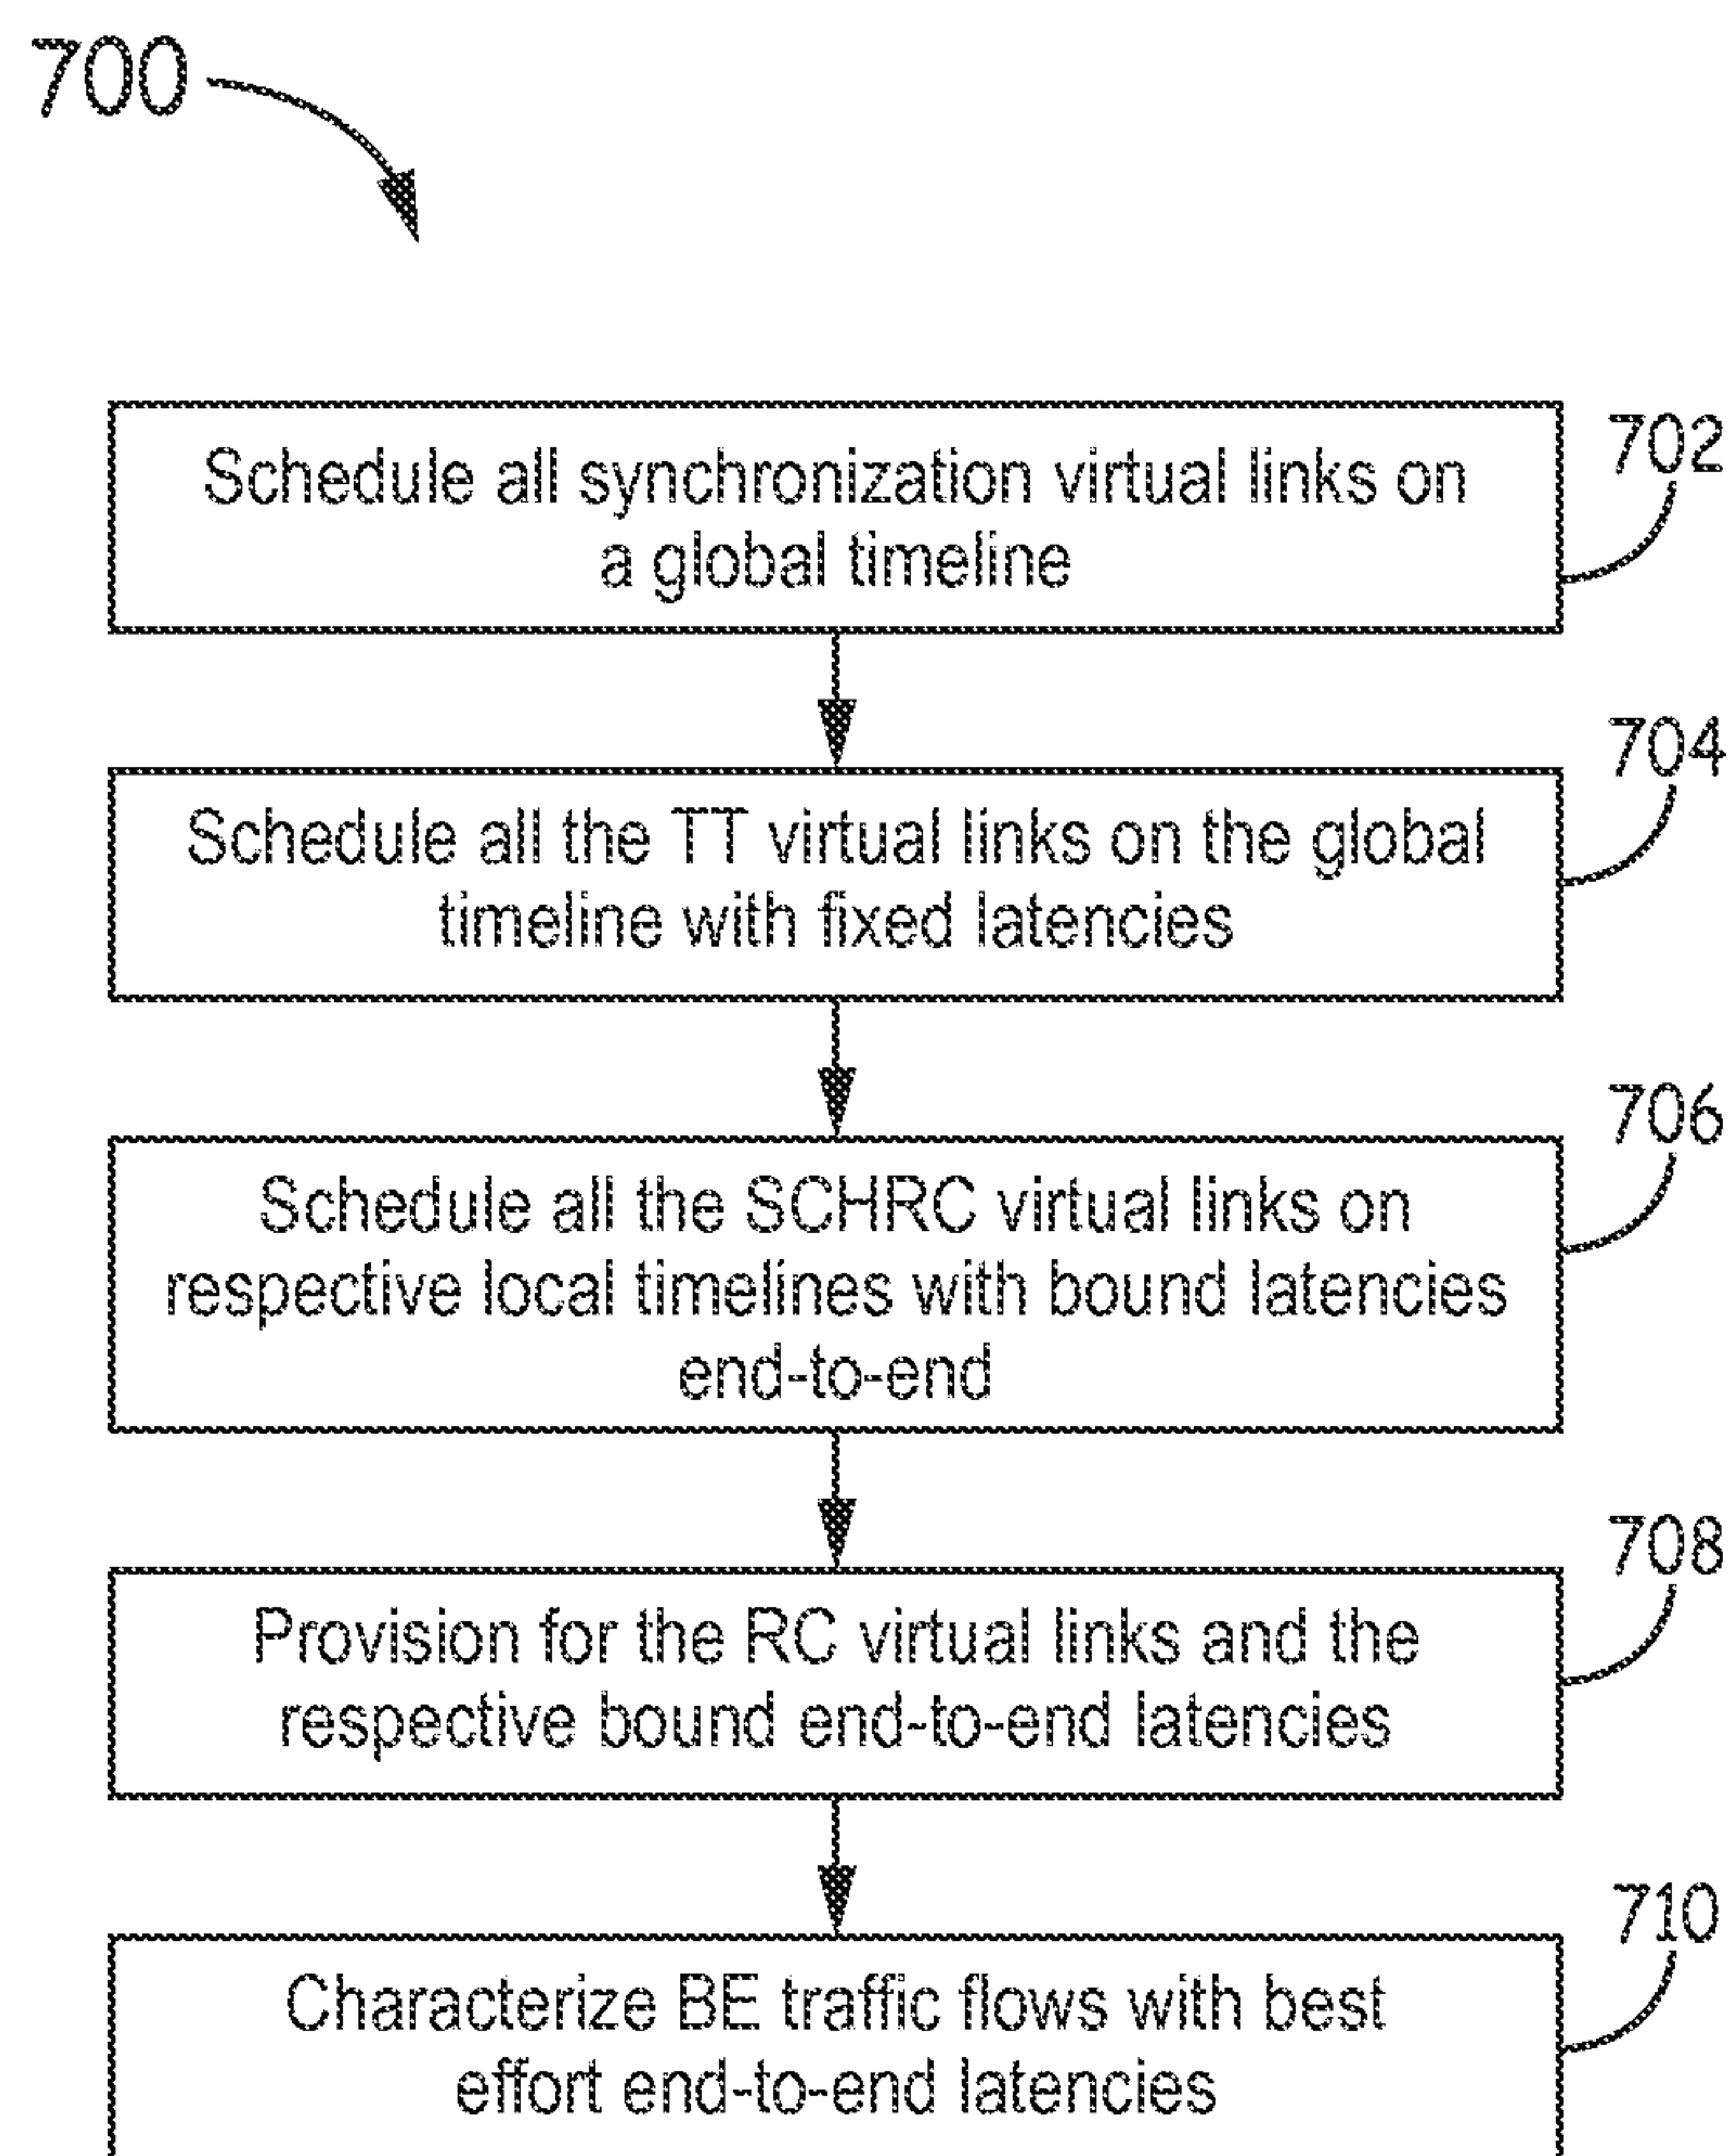 700
702
Schedule all synchronization virtual links on
a global timeline
704
Schedule all the TT virtual links on the global
timeline with fixed latencies
706
Schedule all the SCHRC virtual links on
respective local timelines with bound latencies
end-to-end
708
Provision for the RC virtual links and the
respective bound end-to-end latencies
710
Characterize BE traffic flows with best
effort end-to-end latencies